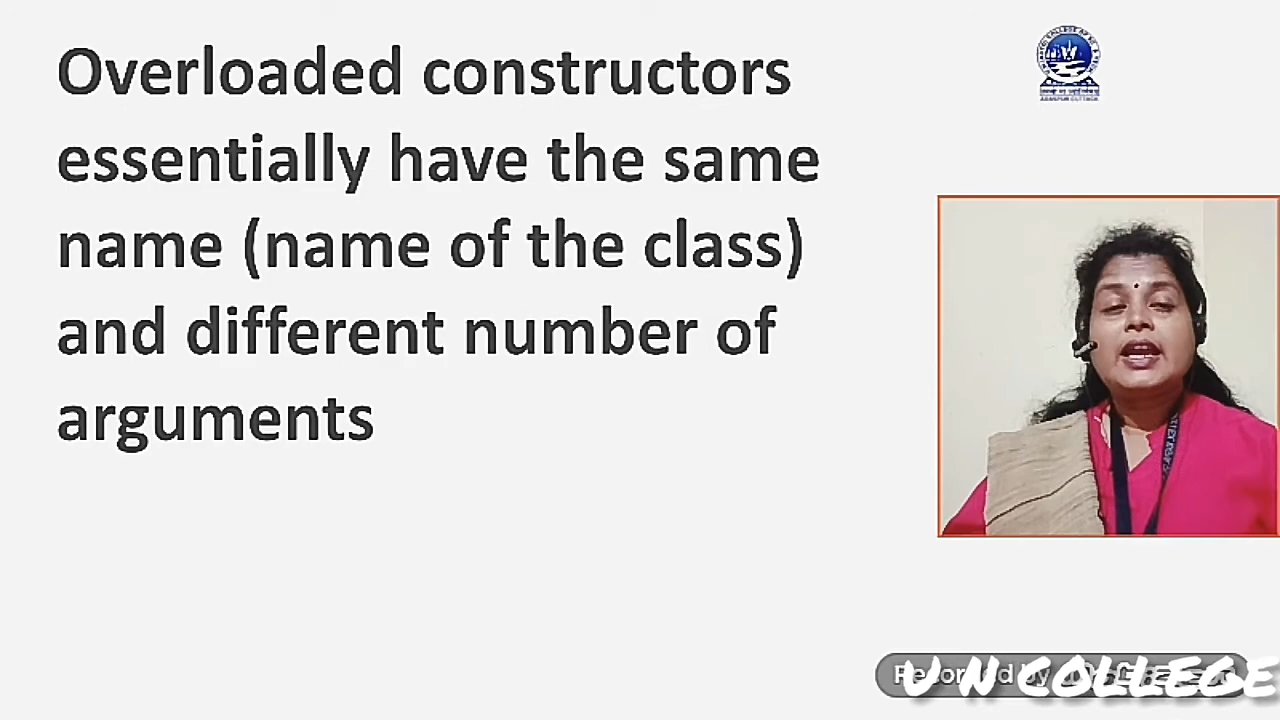 Overloaded constructors
essentially have the same
name (name of the class)
and different number of
arguments
U N COLLEGE